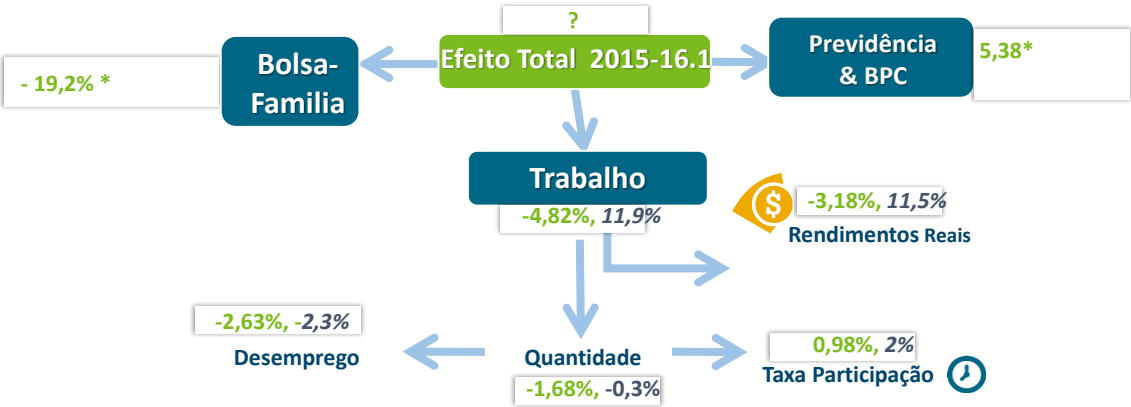 ?
Efeito Total 2015-16.1
Bolsa-
Familia
- 19,2% *
Previdência
& BPC
5,38*
Trabalho
-4,82%, 11,9%
-3,18%, 11,5%
Rendimentos Reais
-2,63%, -2,3%
Desemprego
Quantidade
-1,68%, -0,3%
0,98%, 2%
Taxa Participação
$